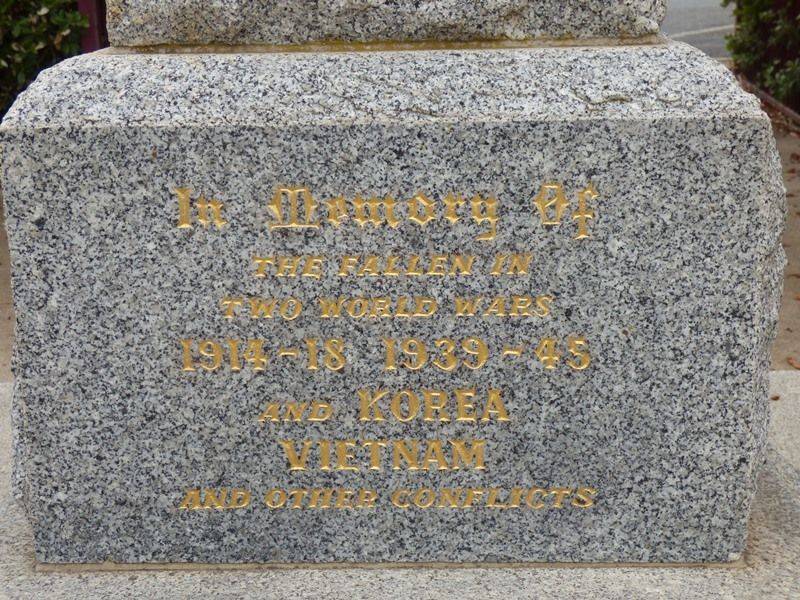 In Memory Of
THE FALLEN IN
TWO WORLD WARS
1914-18 1939-45
AND KOREA
VIETNAM
AND OTHER CONFLICTS